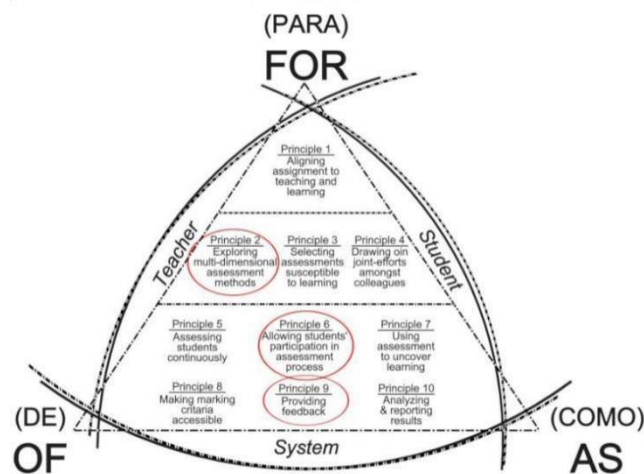 (PARA)
FOR
Principle 1
Aligning
assignment to
teaching and
learning
Teacher
Student
Principle 2
Exploring
multi-dimensional
assessment
methods
Principle 3
Selecting
assessments
susceptible
to learning
Principle 4
Drawing oin
joint-efforts
amongst
colleagues
Principle 5
Assessing
students
continuously
Principle 6
Allowing students'
participation in
assessment
process
Principle 7
Using
assessment
to uncover
learning
Principle 8
Making marking
critaria
accessible
Principle 9
Providing
feedback
Principle 10
Analyzing
& reporting
results
(DE)
OF
System
(COMO)
AS